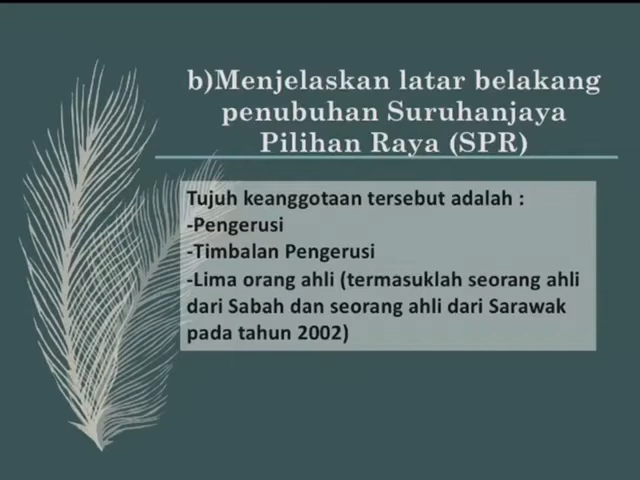 b)Menjelaskan latar belakang
penubuhan Suruhanjaya
Pilihan Raya (SPR)
Tujuh keanggotaan tersebut adalah :
-Pengerusi
-Timbalan Pengerusi
-Lima orang ahli (termasuklah seorang ahli
dari Sabah dan seorang ahli dari Sarawak
pada tahun 2002)